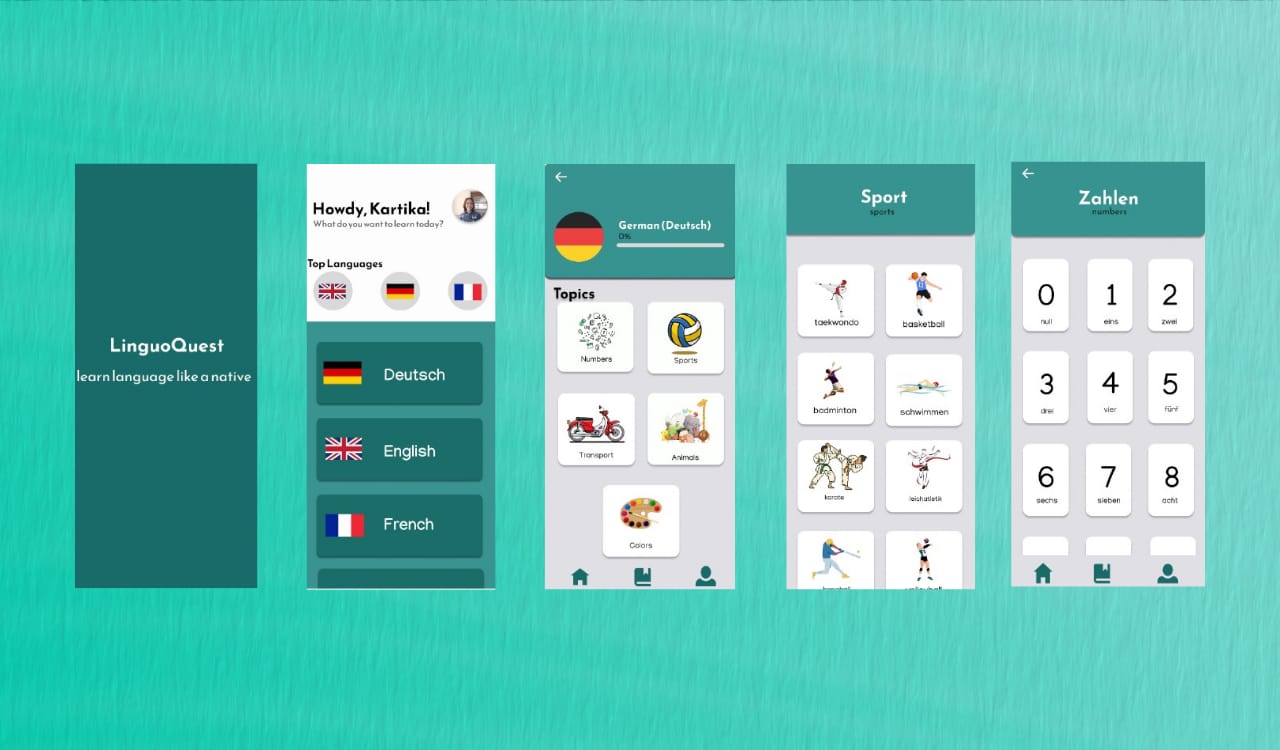 LinguoQuest
learn language like a native
Howdy, Kartika!
What do you want to learn today?
Top Languages
Deutsch
English
French
German (Deutsch)
0%
Topics
Numbers
Sports
Transport
Animals
Colors
Sport
sports
taekwondo
basketball
badminton
schwimmen
karate
leichatletik
baseball
volleyball
Zahlen
numbers
0
null
1
eins
2
zwei
3
drei
4
vier
5
fünf
6
sechs
7
sieben
8
acht